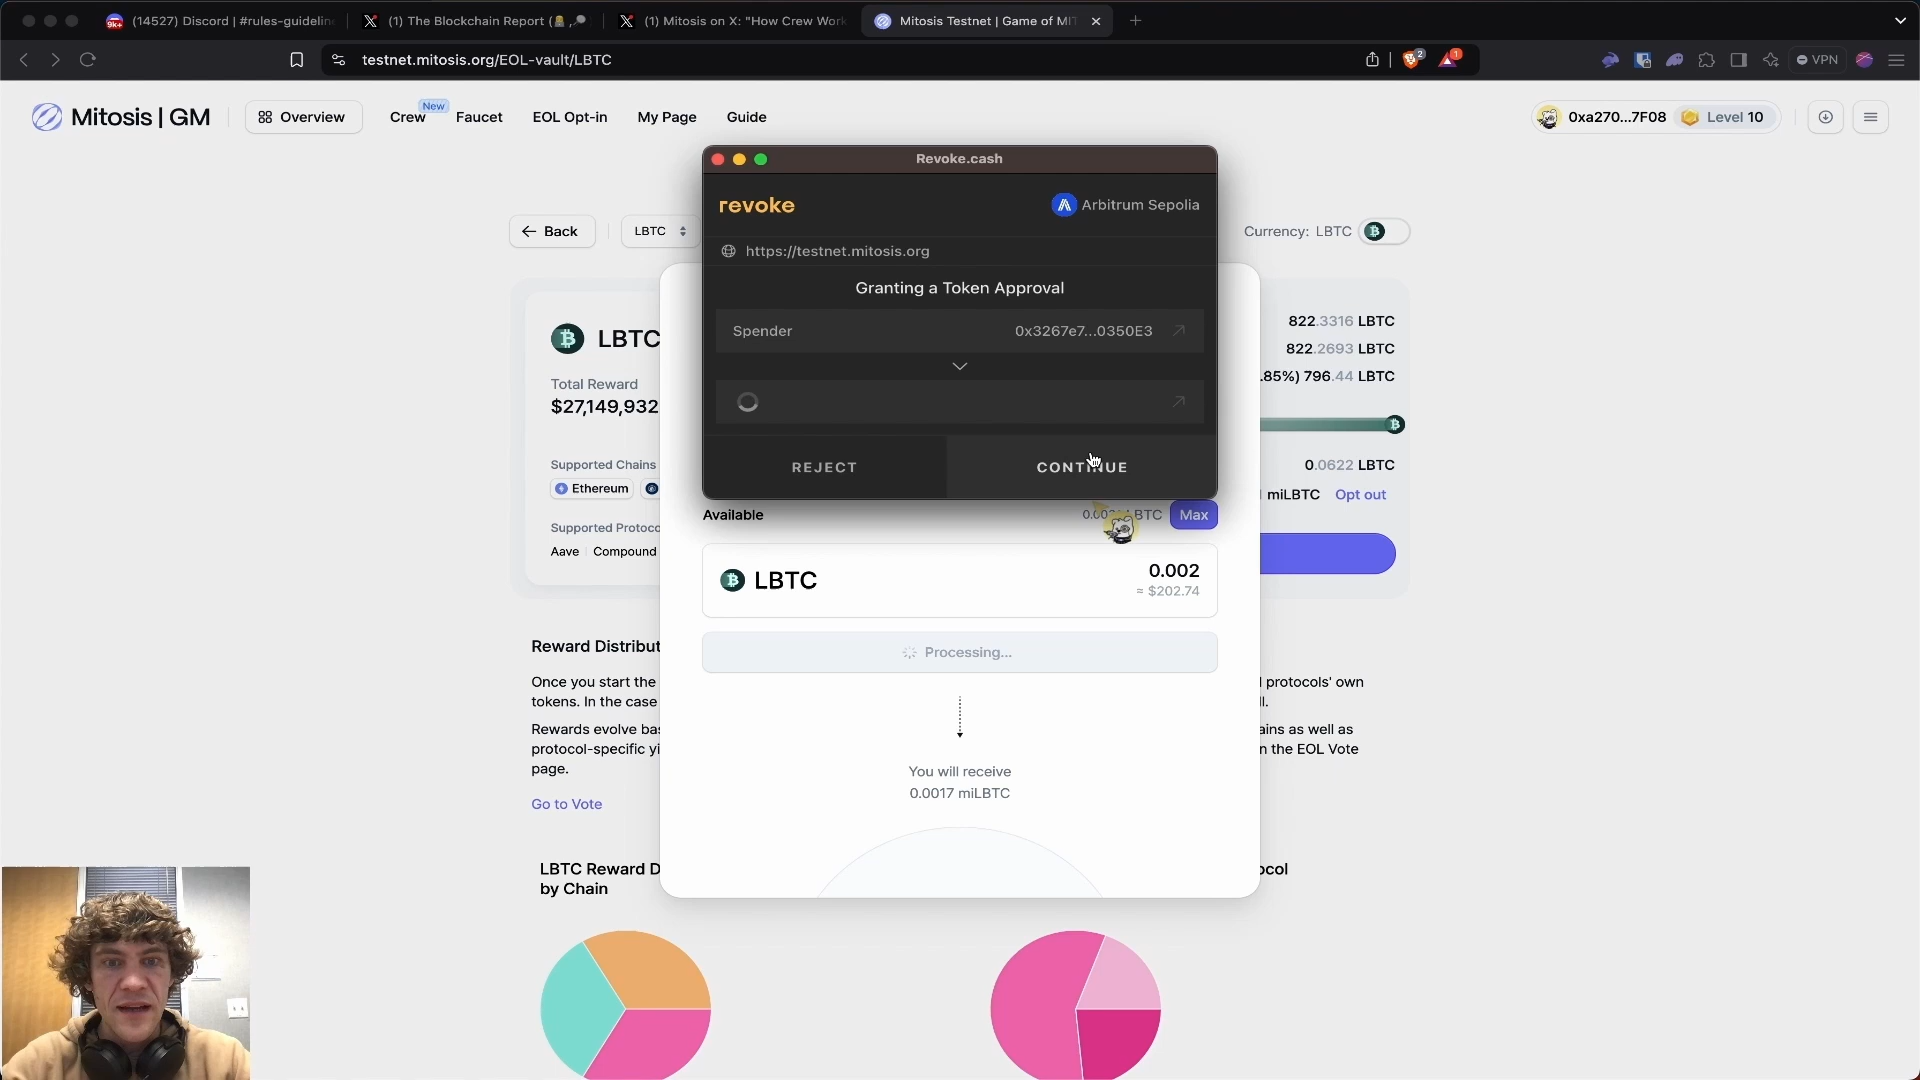 (14527) Discord | #rules-guideline
(1) The Blockchain Report
(1) Mitosis on X: "How Crew Work
Mitosis Testnet | Game of MIT
testnet.mitosis.org/EOL-vault/LBTC
2
1
VPN
Mitosis | GM
Overview
Crew
New
Faucet
EOL Opt-in
My Page
Guide
0xa270...7F08
Level 10
Revoke.cash
revoke
Arbitrum Sepolia
https://testnet.mitosis.org
Granting a Token Approval
Spender
0x3267e7...0350E3
REJECT
CONTINUE
Back
LBTC
Currency: LBTC
LBTC
Total Reward
$27,149,932
Supported Chains
Ethereum
Supported Protoco
Aave
Compound
822.3316 LBTC
822.2693 LBTC
.85%) 796.44 LBTC
0.0622 LBTC
miLBTC
Opt out
Available
LBTC
Max
LBTC
0.002
≈ $202.74
Processing...
You will receive
0.0017 miLBTC
Reward Distribut
Once you start the
protocols' own
tokens. In the case
Rewards evolve ba
ains as well as
protocol-specific yi
n the EOL Vote
page.
Go to Vote
LBTC Reward D
by Chain
ocol